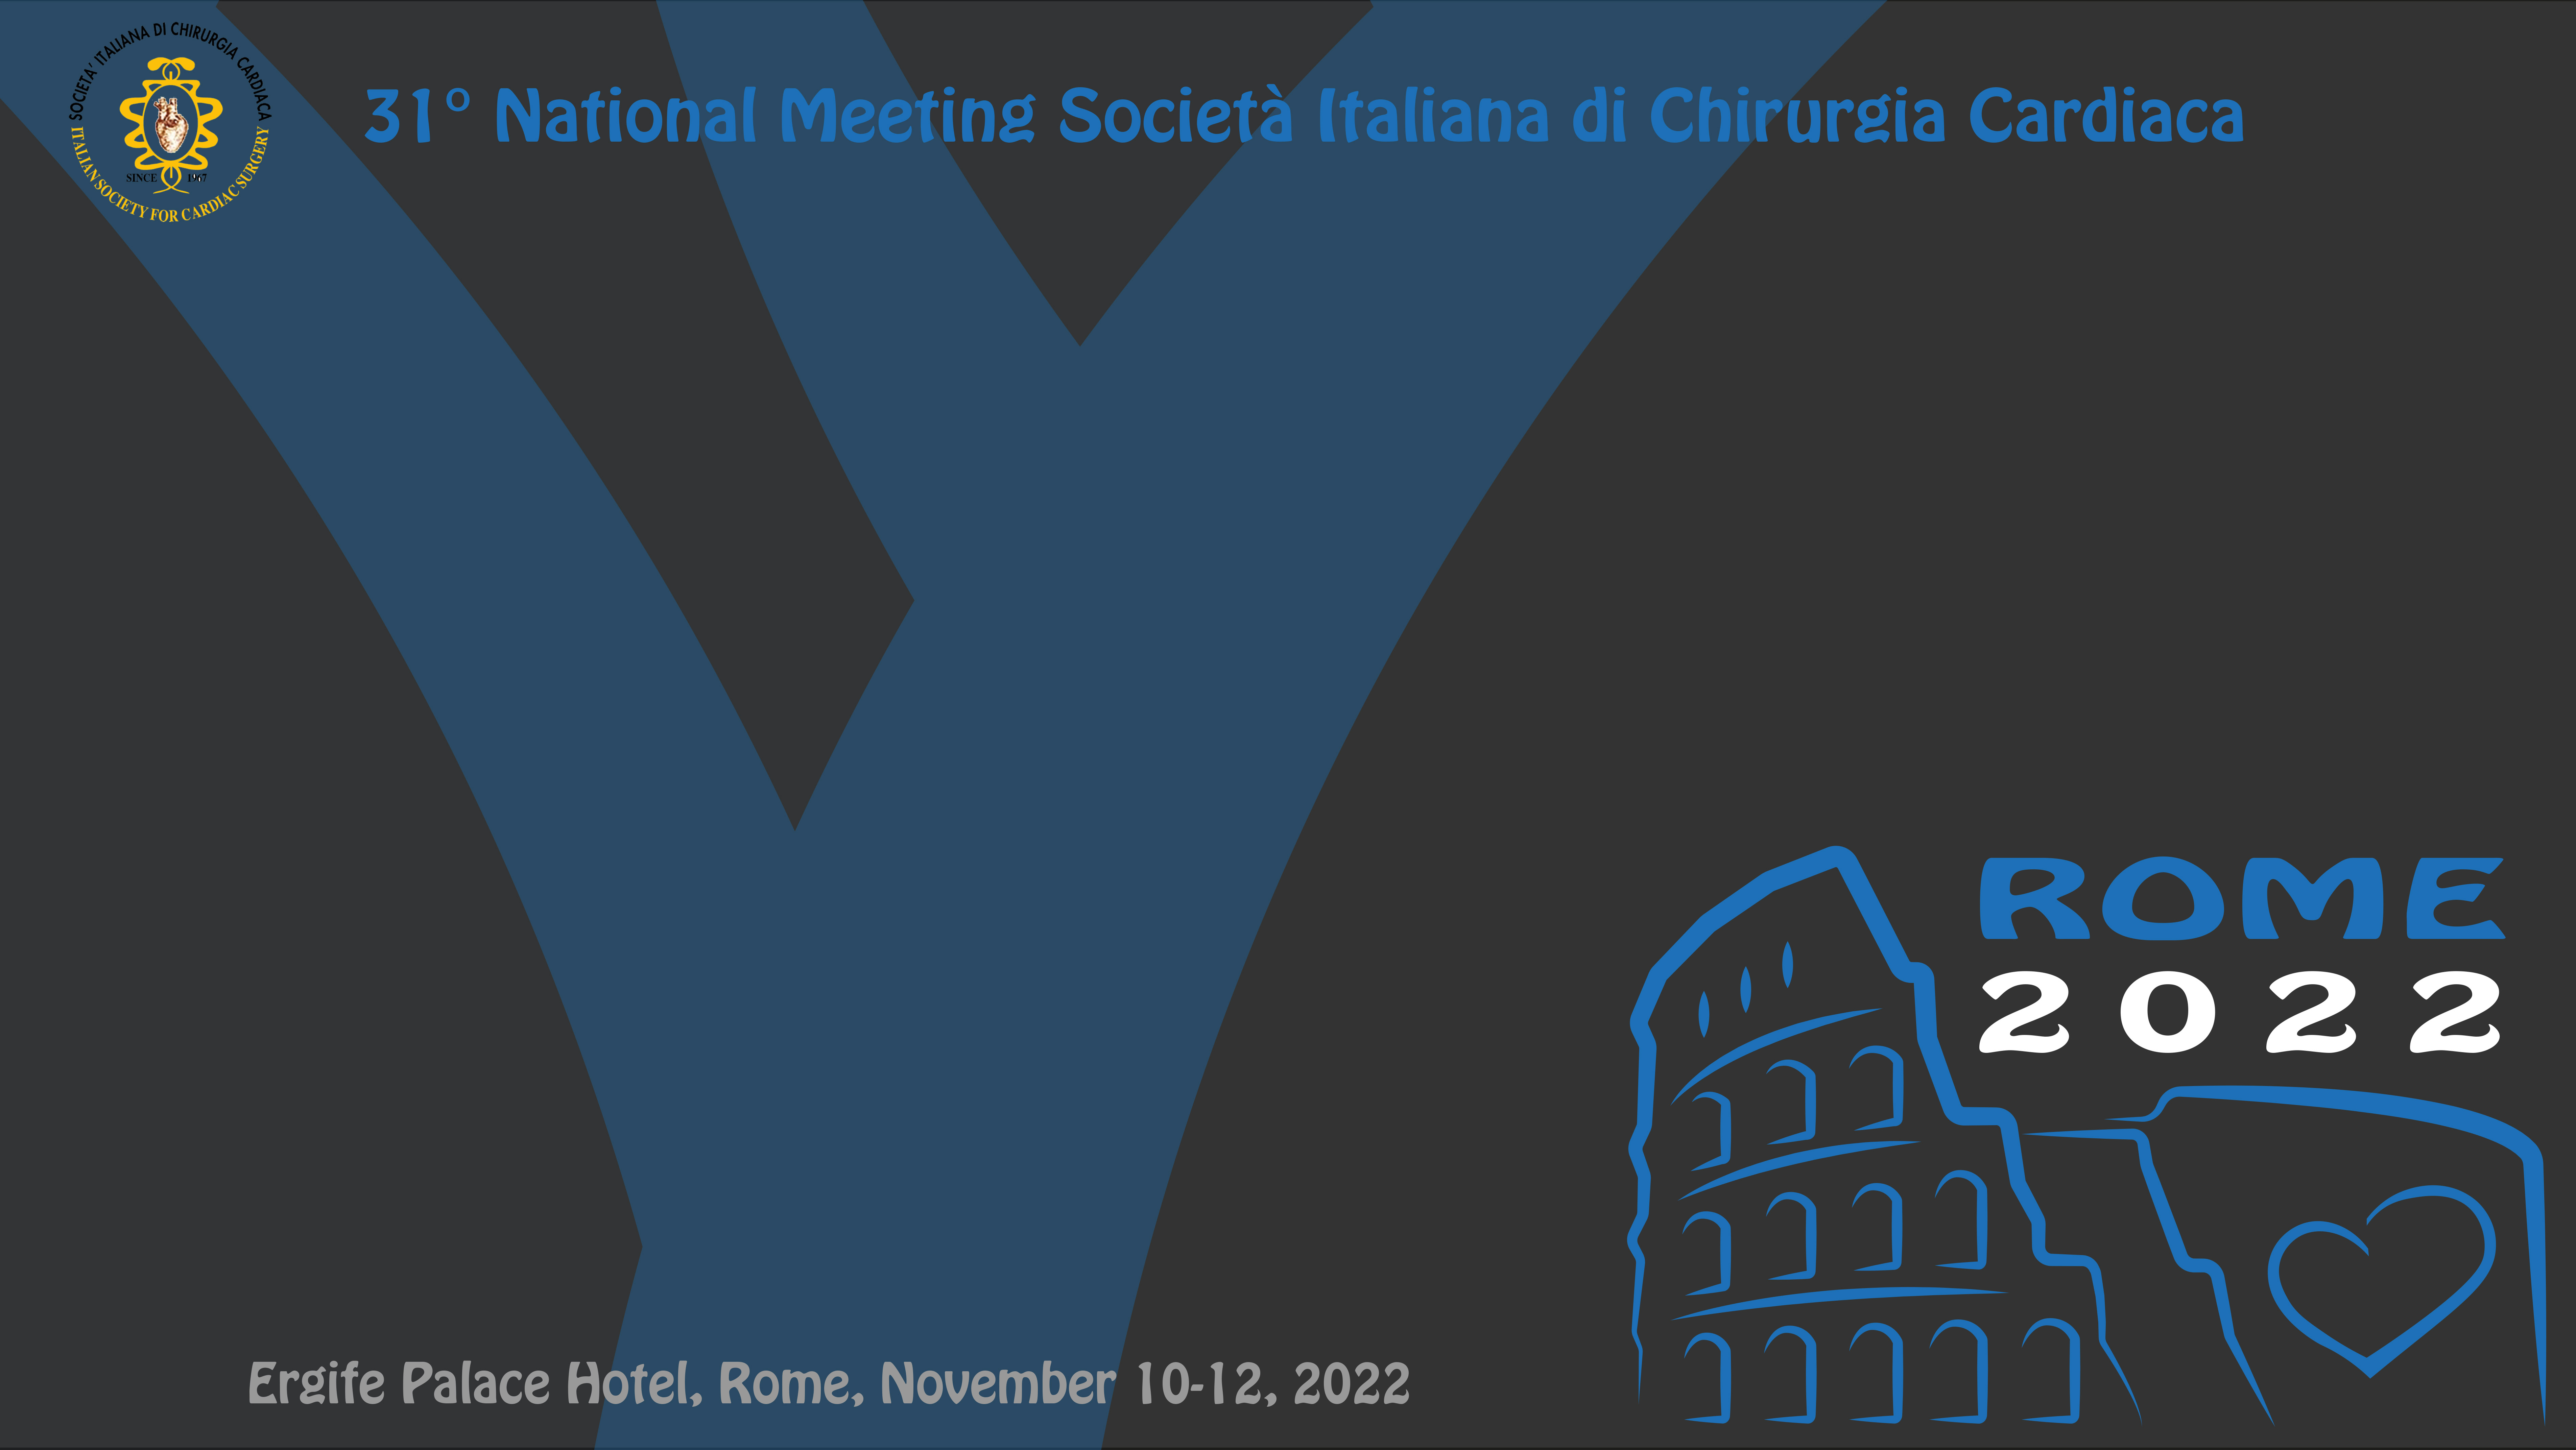 SOCIETA' ITALIANA DI CHIRURGIA CARDIACA
SINCE 1967
ITALIAN SOCIETY FOR CARDIAC SURGERY
31° National Meeting Società Italiana di Chirurgia Cardiaca
ROME
2022
Ergife Palace Hotel, Rome, November 10-12, 2022